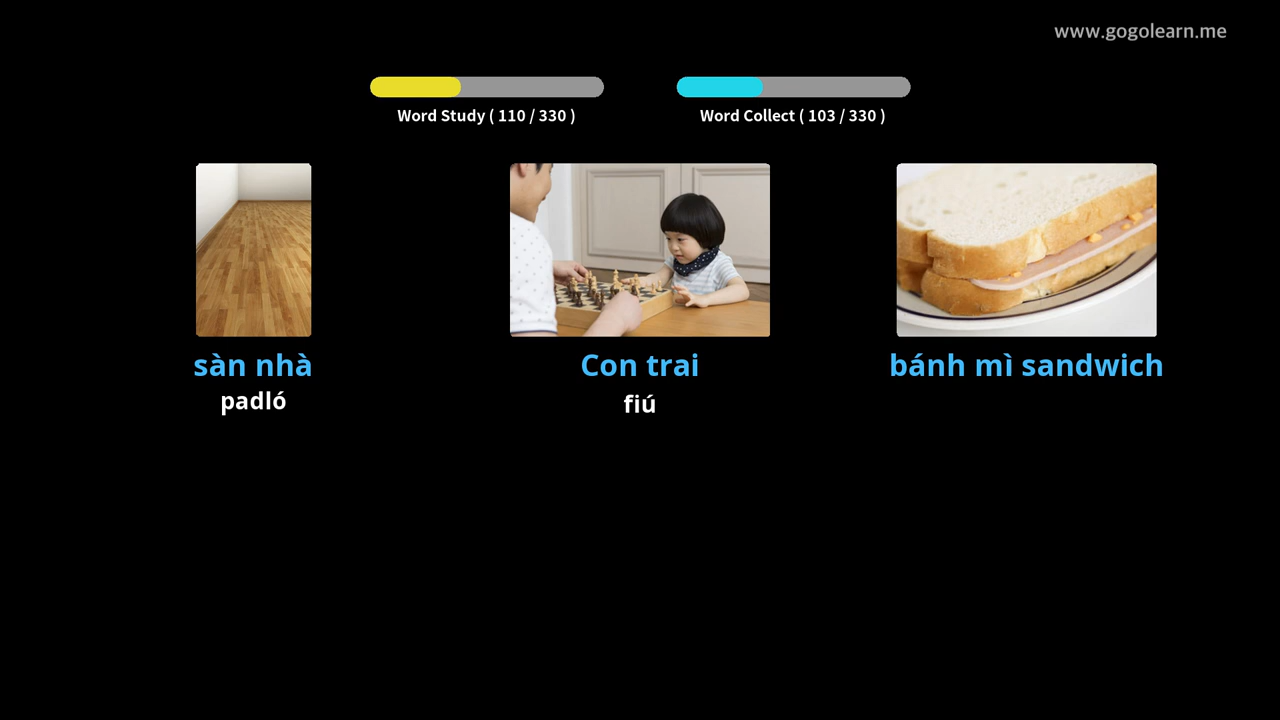 www.gogolearn.me
Word Study ( 110 / 330 )
Word Collect ( 103 / 330 )
sàn nhà
padló
Con trai
fiú
bánh mì sandwich